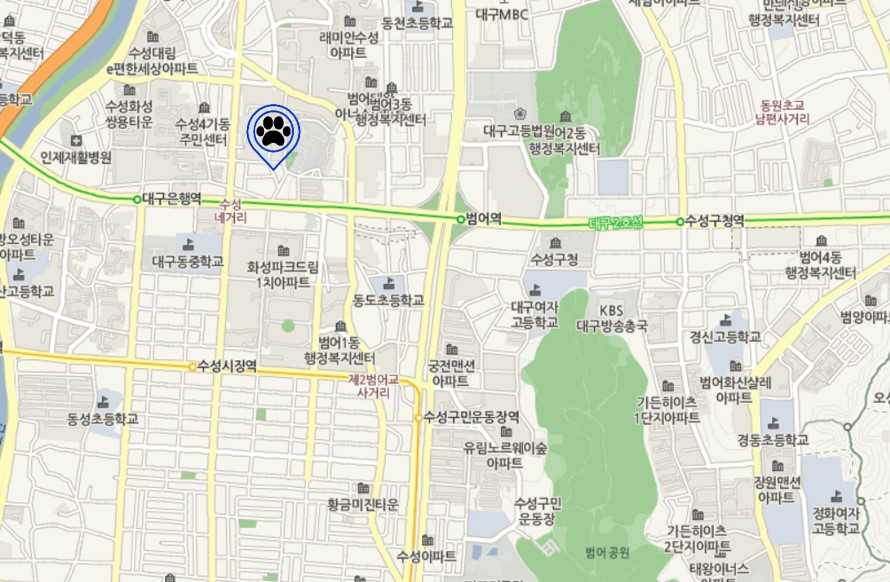 동천초등학교
대구MBC
행정복지센터
수성대림
e편한세상아파트
래미안수성
아파트
등학교
수성화성
쌍용타운
수성4가동
주민센터
범어3동
행정복지센터
대구고등법원
범어2동
행정복지센터
동원초교
남편사거리
인제재활병원
대구은행역
수성
네거리
범어역
대구 2호선
수성구청역
아파트
대구동중학교
화성파크드림
1차아파트
수성구청
범어4동
행정복지센터
동도초등학교
대구여자
고등학교
KBS
대구방송총국
경신고등학교
범어1동
행정복지센터
수성시장역
제2범어교
사거리
궁전맨션
아파트
범어화신샬레
아파트
가든하이츠
1단지아파트
동성초등학교
수성구민운동장역
유림노르웨이숲
아파트
경동초등학교
장원맨션
아파트
황금미진타운
수성구민
운동장
정화여자
고등학교
가든하이츠
2단지아파트
범어공원
수성아파트
태왕아너스